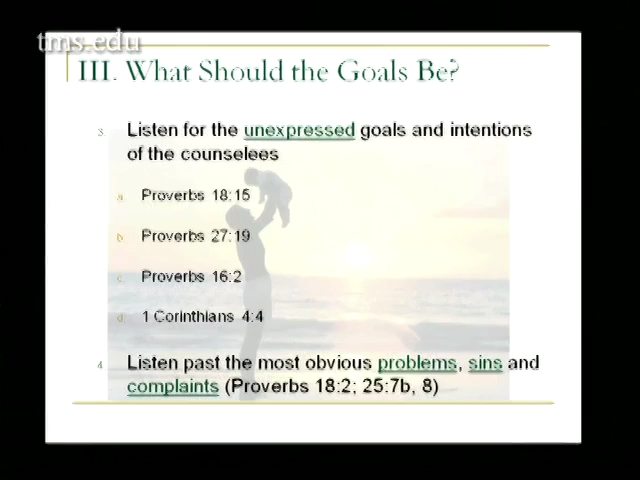 tms.edu
III. What Should the Goals Be?
3. Listen for the unexpressed goals and intentions
of the counselees
a. Proverbs 18:15
b. Proverbs 27:19
c. Proverbs 16:2
d. 1 Corinthians 4:4
4. Listen past the most obvious problems, sins and
complaints (Proverbs 18:2; 25:7b, 8)